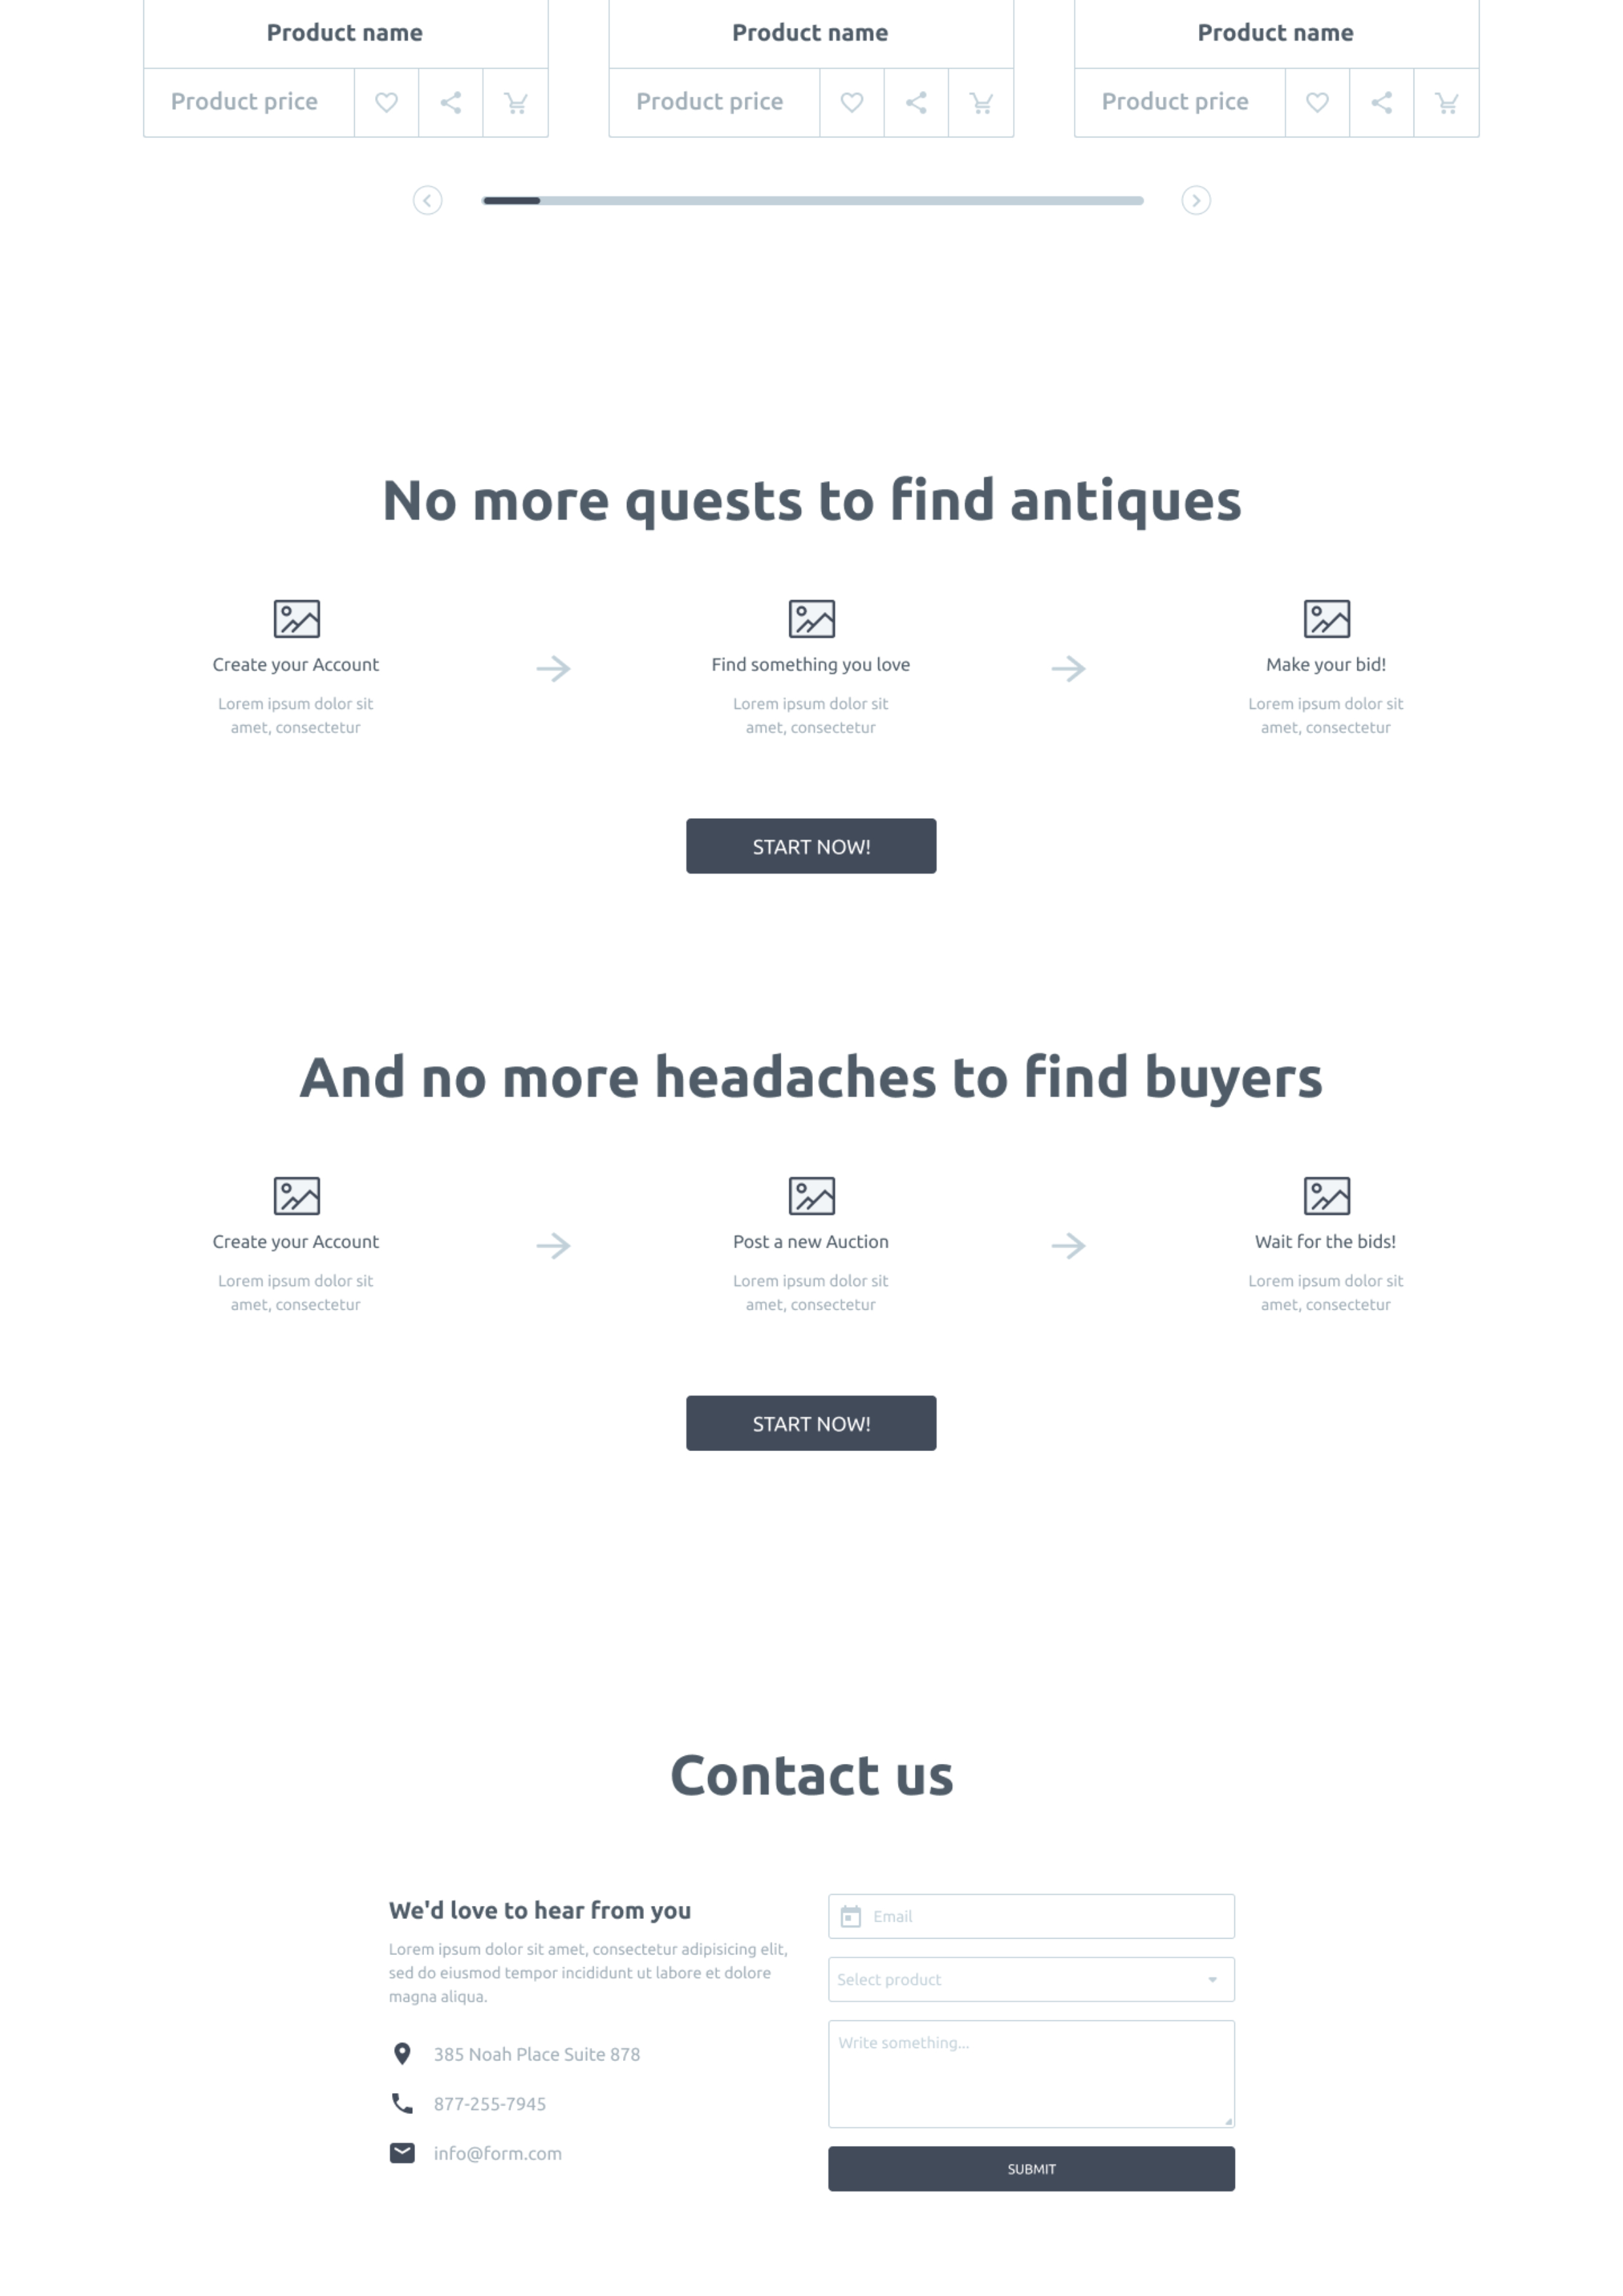 Product name
Product name
Product name
Product price
Product price
Product price
No more quests to find antiques
Create your Account
Find something you love
Make your bid!
Lorem ipsum dolor sit
amet, consectetur
Lorem ipsum dolor sit
amet, consectetur
Lorem ipsum dolor sit
amet, consectetur
START NOW!
And no more headaches to find buyers
Create your Account
Post a new Auction
Wait for the bids!
Lorem ipsum dolor sit
amet, consectetur
Lorem ipsum dolor sit
amet, consectetur
Lorem ipsum dolor sit
amet, consectetur
START NOW!
Contact us
We'd love to hear from you
Lorem ipsum dolor sit amet, consectetur adipisicing elit,
sed do eiusmod tempor incididunt ut labore et dolore
magna aliqua.
385 Noah Place Suite 878
877-255-7945
info@form.com
Email
Select product
Write something...
SUBMIT